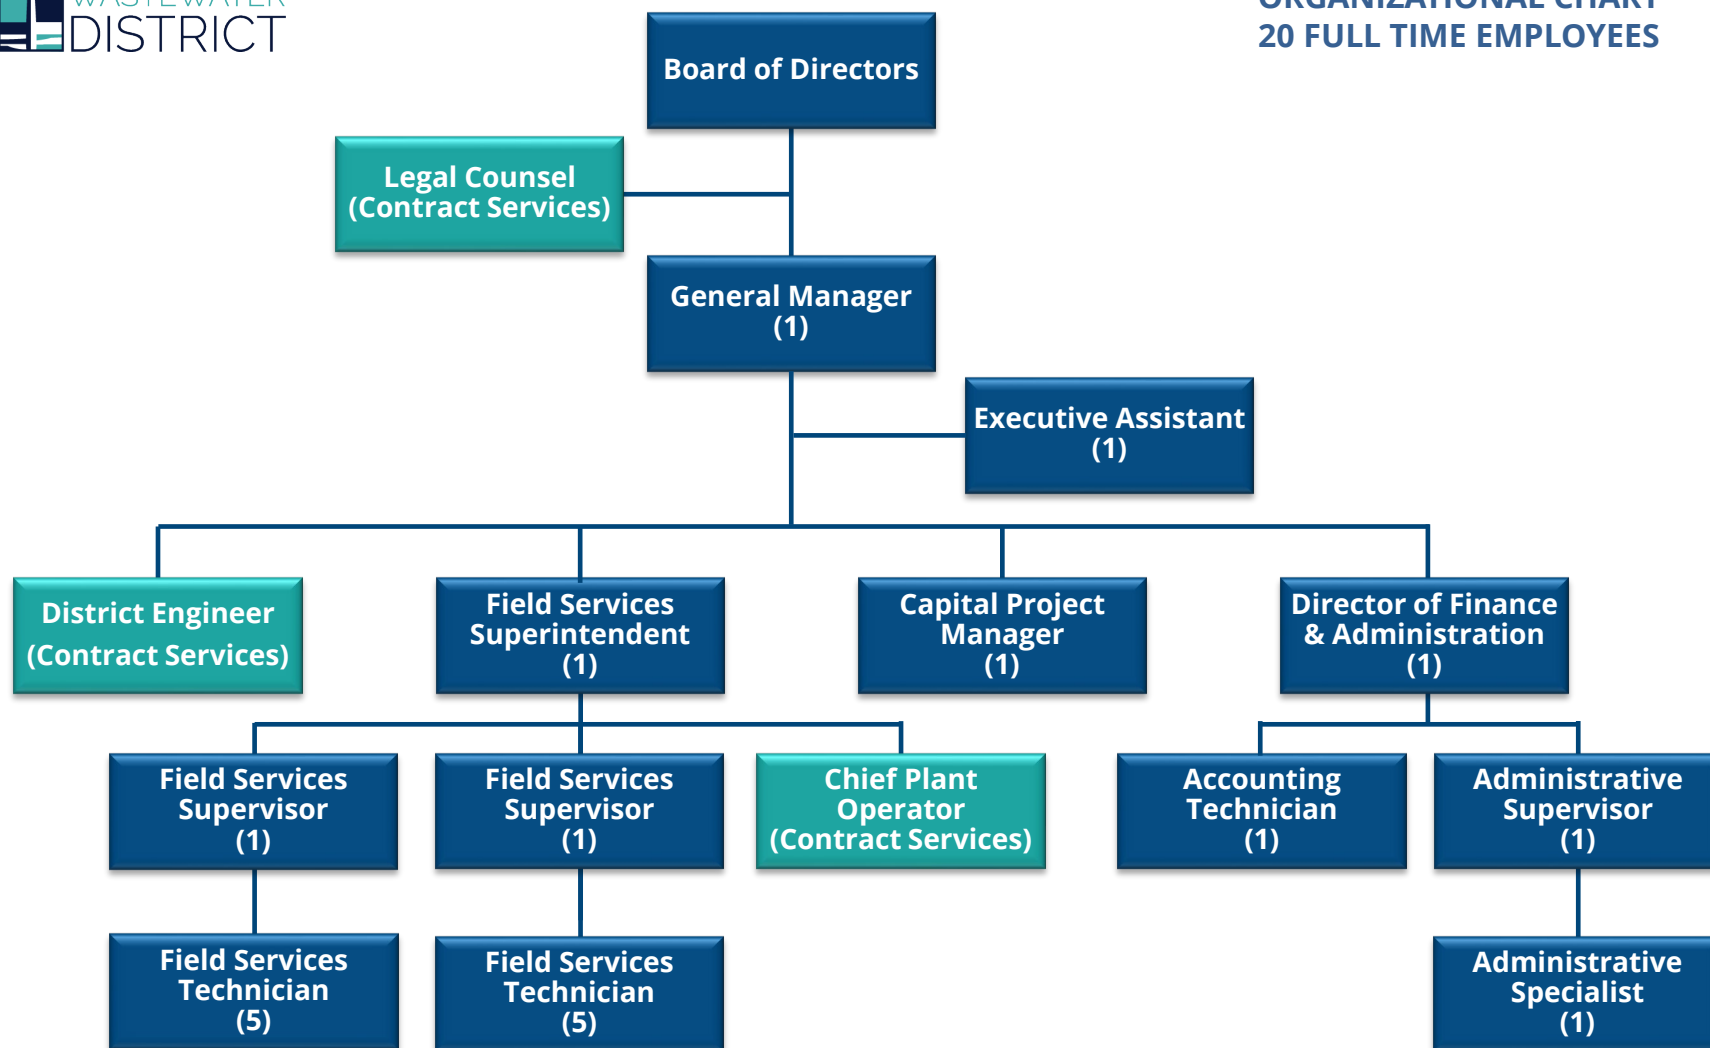 WASTEWATER
DISTRICT
ORGANIZATIONAL CHART
20 FULL TIME EMPLOYEES
Board of Directors
Legal Counsel
(Contract Services)
General Manager
(1)
Executive Assistant
(1)
District Engineer
(Contract Services)
Field Services
Superintendent
(1)
Capital Project
Manager
(1)
Director of Finance
& Administration
(1)
Field Services
Supervisor
(1)
Field Services
Supervisor
(1)
Chief Plant
Operator
(Contract Services)
Accounting
Technician
(1)
Administrative
Supervisor
(1)
Field Services
Technician
(5)
Field Services
Technician
(5)
Administrative
Specialist
(1)